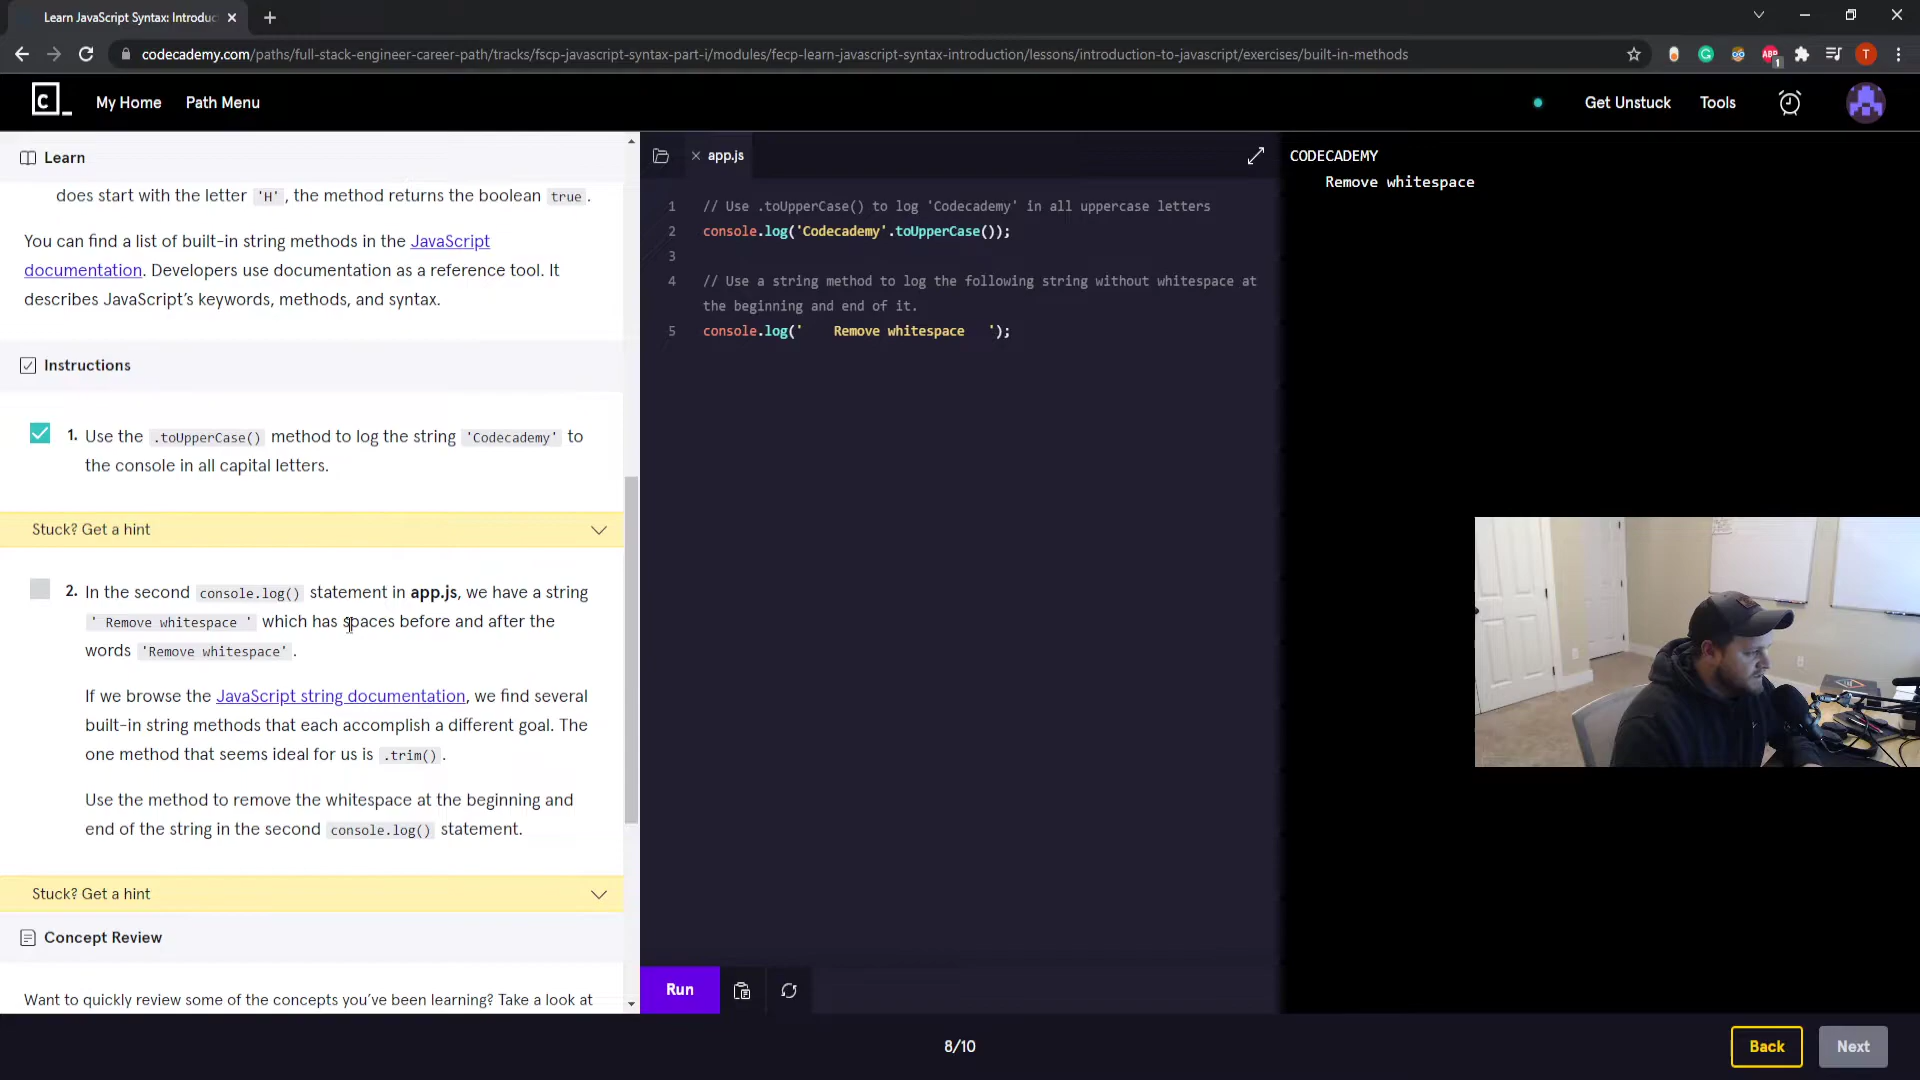 Learn JavaScript Syntax: Introduc
codecademy.com/paths/full-stack-engineer-career-path/tracks/fscp-javascript-syntax-part-i/modules/fecp-learn-javascript-syntax-introduction/lessons/introduction-to-javascript/exercises/built-in-methods
ABP
1
T
C
My Home
Path Menu
Get Unstuck
Tools
Learn
does start with the letter 'H', the method returns the boolean true.
You can find a list of built-in string methods in the JavaScript
documentation. Developers use documentation as a reference tool. It
describes JavaScript's keywords, methods, and syntax.
Instructions
1. Use the .toUpperCase() method to log the string 'Codecademy' to
the console in all capital letters.
Stuck? Get a hint
2. In the second console.log() statement in app.js, we have a string
' Remove whitespace ' which has spaces before and after the
words 'Remove whitespace'.
If we browse the JavaScript string documentation, we find several
built-in string methods that each accomplish a different goal. The
one method that seems ideal for us is .trim().
Use the method to remove the whitespace at the beginning and
end of the string in the second console.log() statement.
Stuck? Get a hint
Concept Review
Want to quickly review some of the concepts you've been learning? Take a look at
app.js
1 // Use .toUpperCase() to log 'Codecademy' in all uppercase letters
2 console.log('Codecademy'.toUpperCase());
3
4 // Use a string method to log the following string without whitespace at
the beginning and end of it.
5 console.log('    Remove whitespace   ');
Run
CODECADEMY
    Remove whitespace
8/10
Back
Next